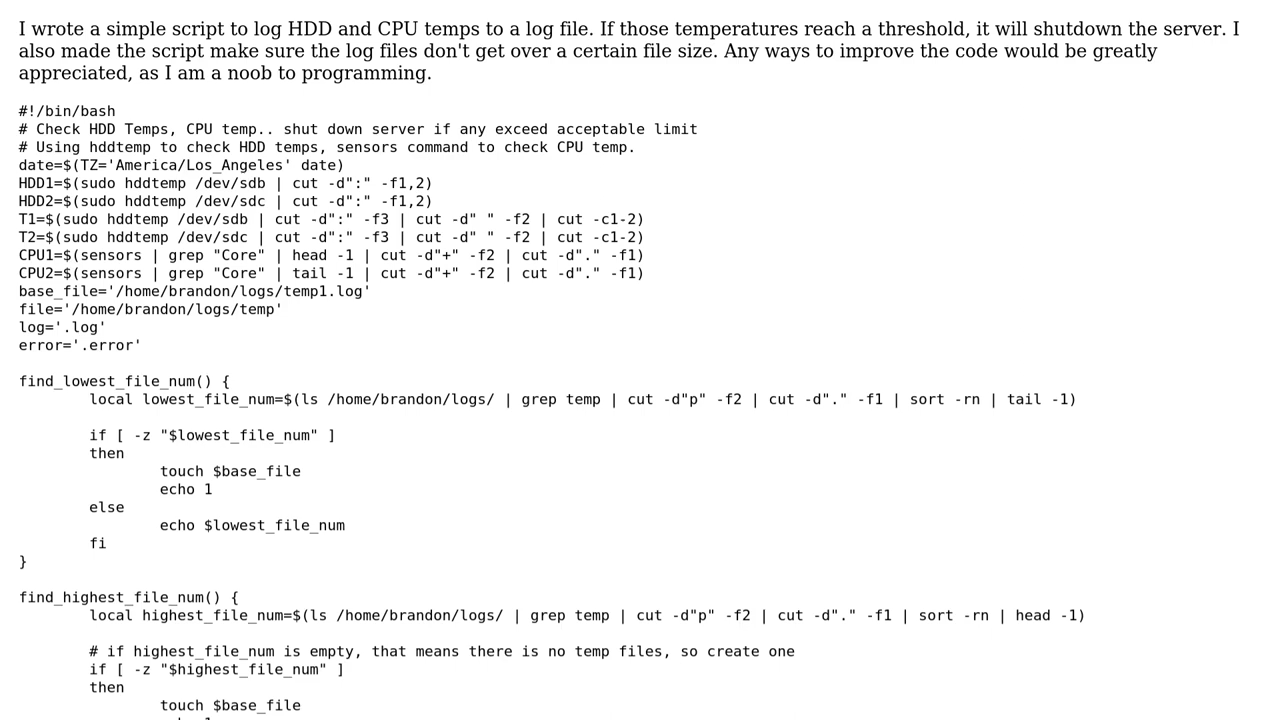 I wrote a simple script to log HDD and CPU temps to a log file. If those temperatures reach a threshold, it will shutdown the server. I
also made the script make sure the log files don't get over a certain file size. Any ways to improve the code would be greatly
appreciated, as I am a noob to programming.
#!/bin/bash
# Check HDD Temps, CPU temp.. shut down server if any exceed acceptable limit
# Using hddtemp to check HDD temps, sensors command to check CPU temp.
date=$(TZ='America/Los_Angeles' date)
HDD1=$(sudo hddtemp /dev/sdb | cut -d":" -f1,2)
HDD2=$(sudo hddtemp /dev/sdc | cut -d":" -f1,2)
T1=$(sudo hddtemp /dev/sdb | cut -d":" -f3 | cut -d" " -f2 | cut -c1-2)
T2=$(sudo hddtemp /dev/sdc | cut -d":" -f3 | cut -d" " -f2 | cut -c1-2)
CPU1=$(sensors | grep "Core" | head -1 | cut -d"+" -f2 | cut -d"." -f1)
CPU2=$(sensors | grep "Core" | tail -1 | cut -d"+" -f2 | cut -d"." -f1)
base_file='/home/brandon/logs/temp1.log'
file='/home/brandon/logs/temp'
log='.log'
error='.error'
find_lowest_file_num() {
local lowest_file_num=$(ls /home/brandon/logs/ | grep temp | cut -d"p" -f2 | cut -d"." -f1 | sort -rn | tail -1)
if [ -z "$lowest_file_num" ]
then
touch $base_file
echo 1
else
echo $lowest_file_num
fi
}
find_highest_file_num() {
local highest_file_num=$(ls /home/brandon/logs/ | grep temp | cut -d"p" -f2 | cut -d"." -f1 | sort -rn | head -1)
# if highest_file_num is empty, that means there is no temp files, so create one
if [ -z "$highest_file_num" ]
then
touch $base_file